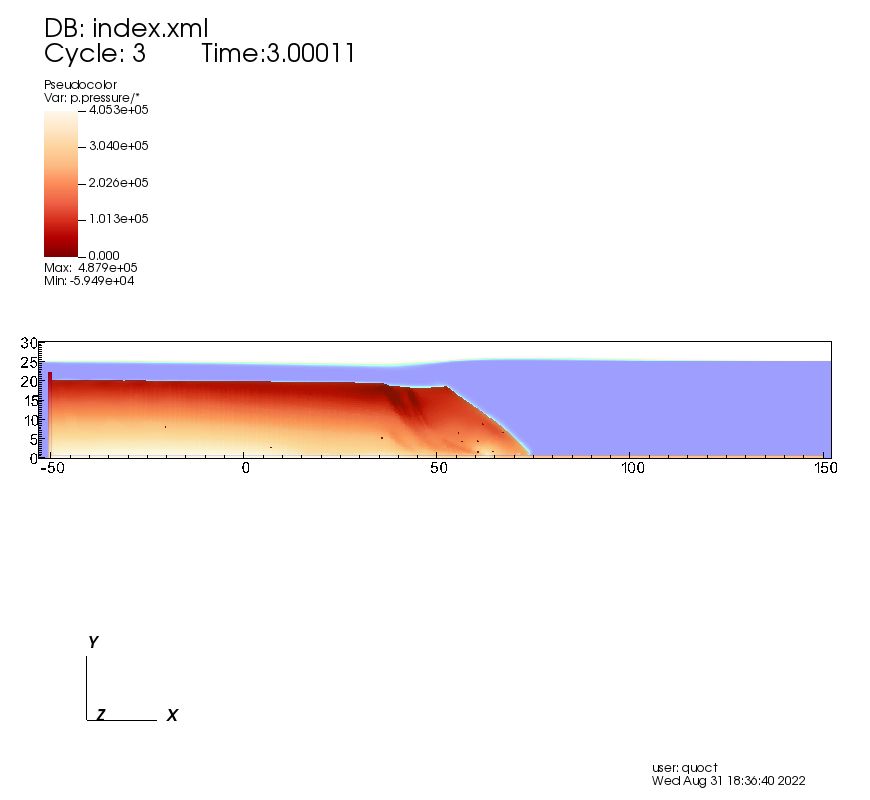 DB: index.xml
Cycle: 3 Time:3.00011
Pseudocolor
Var: p.pressure/*
4.053e+05
3.040e+05
2.026e+05
1.013e+05
0.000
Max: 4.879e+05
Min: -5.949e+04
30
25
20
15
10
5
0
-50 0 50 100 150
Y
Z X
user: quoct
Wed Aug 31 18:36:40 2022